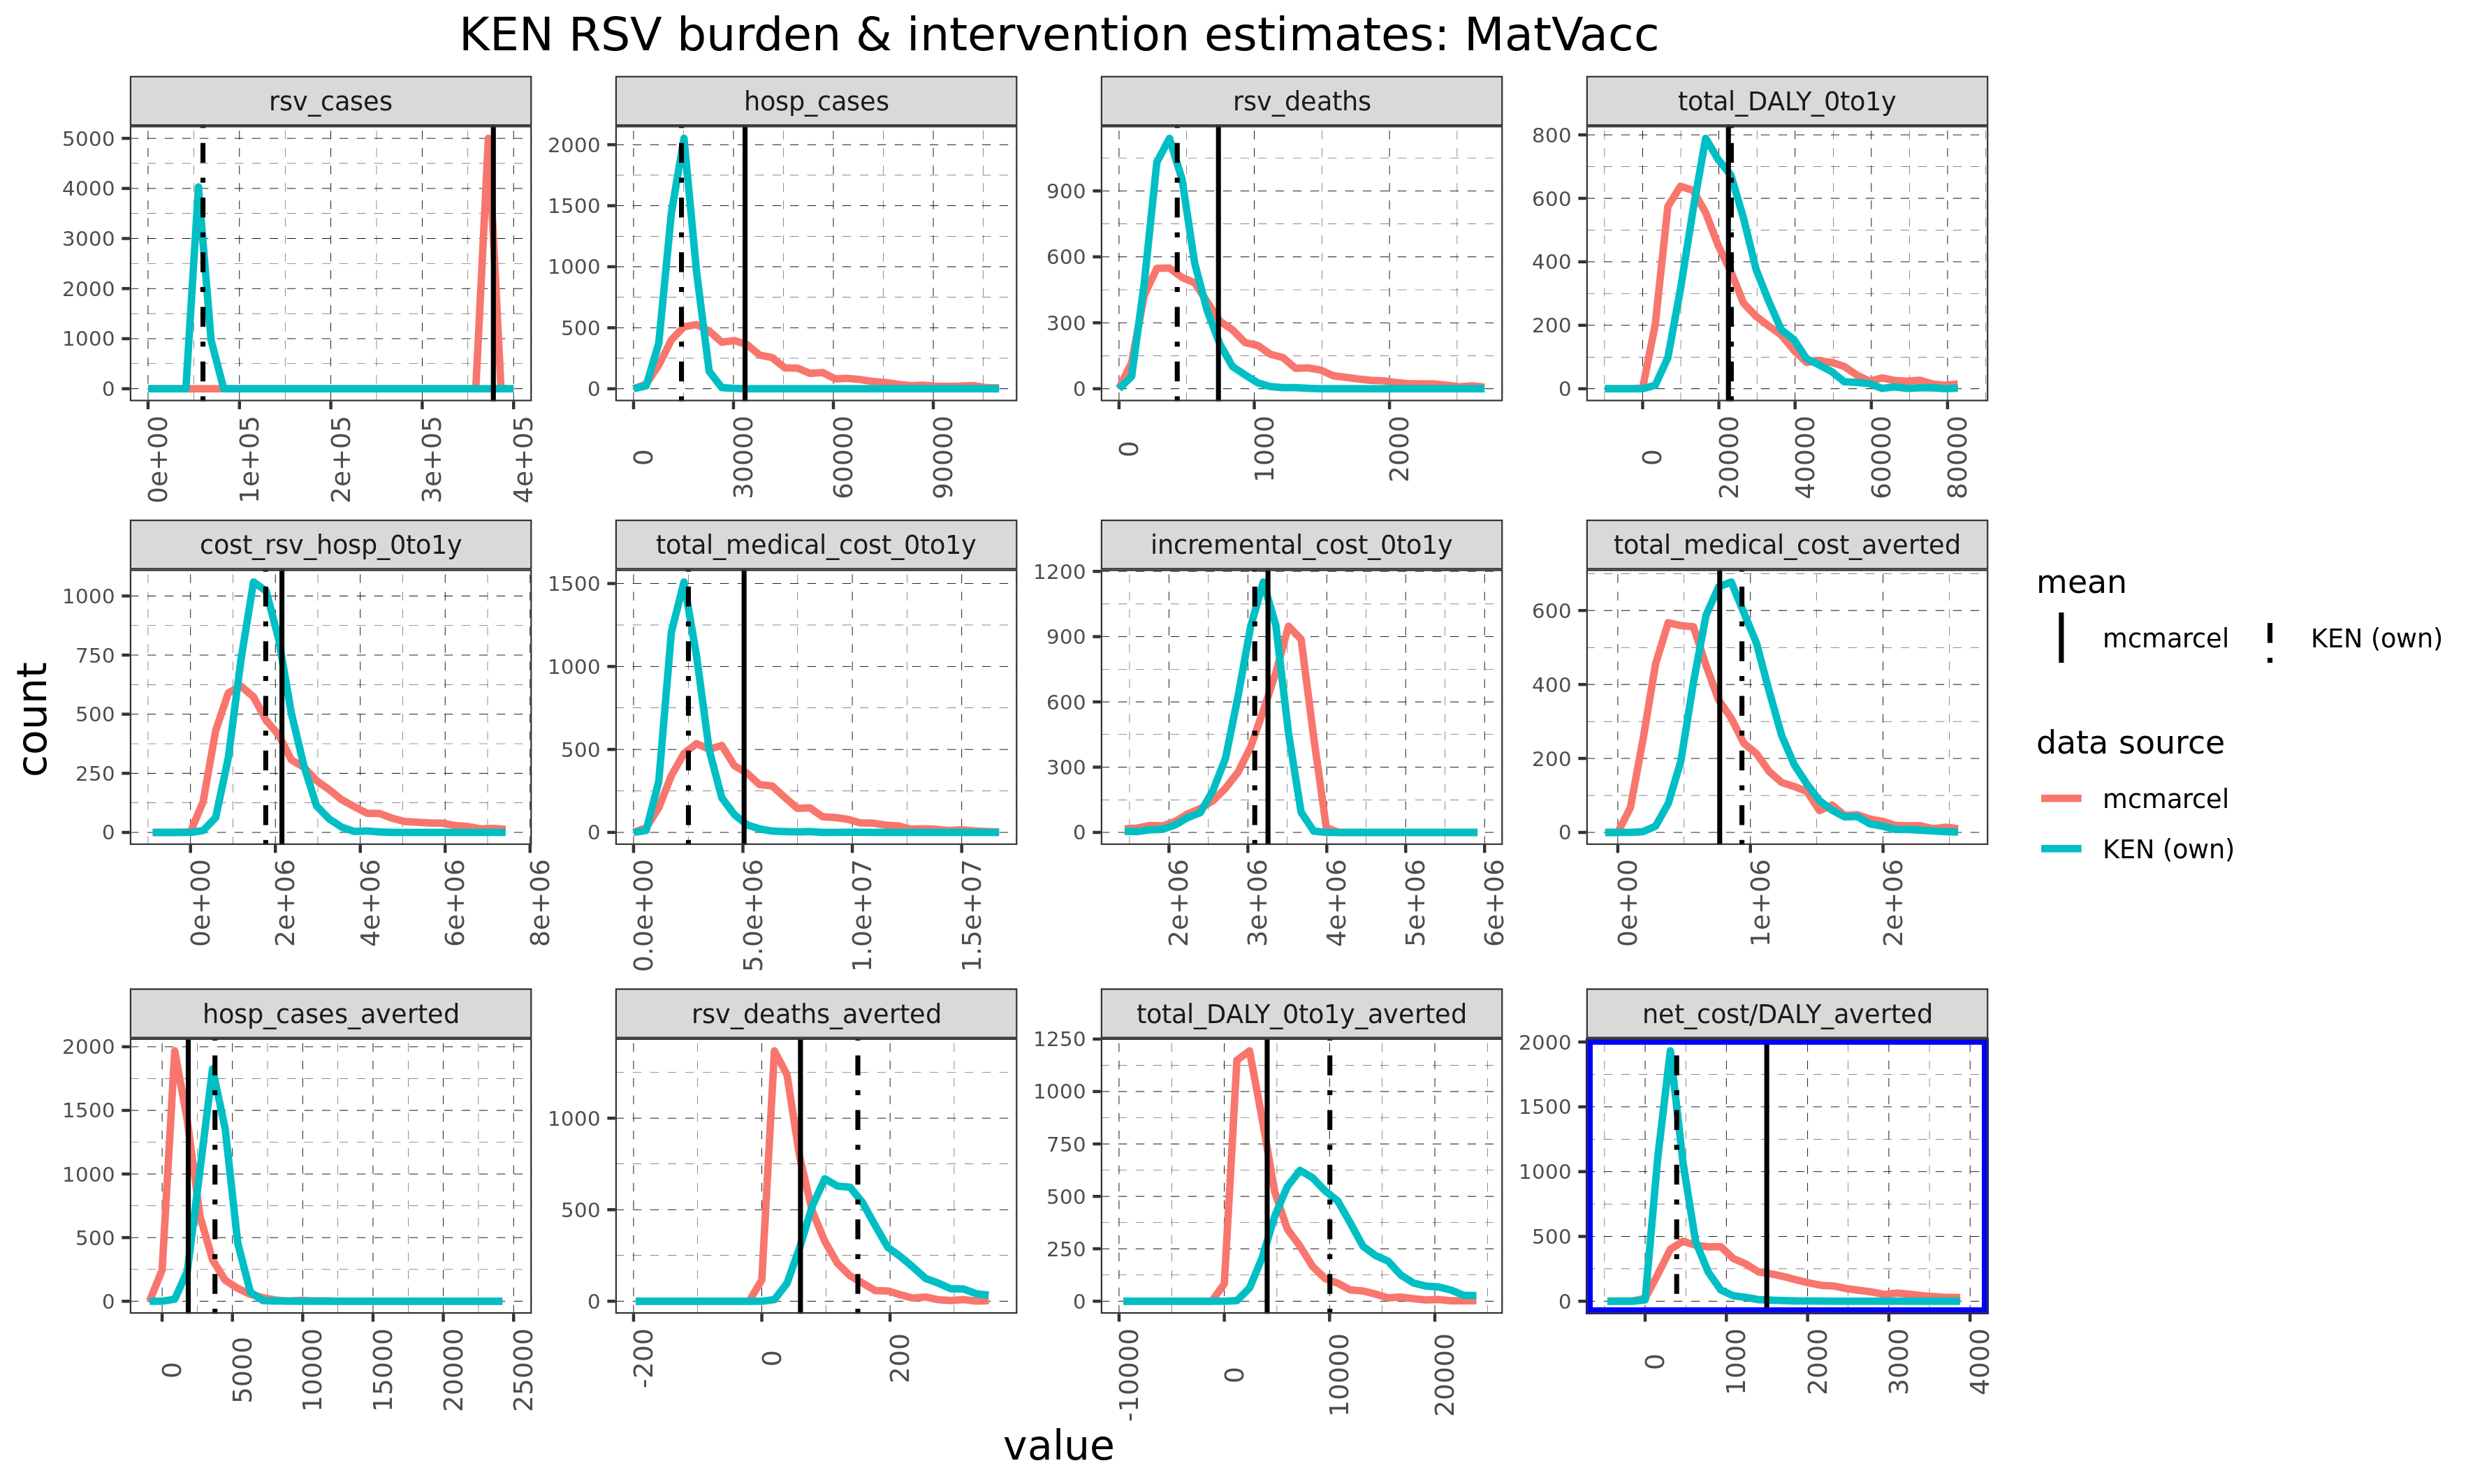 KEN RSV burden & intervention estimates: MatVacc
rsv_cases
hosp_cases
rsv_deaths
total_DALY_0to1y
5000
4000
3000
2000
1000
0
2000
1500
1000
500
0
900
600
300
0
800
600
400
200
0
0e+00
1e+05
2e+05
3e+05
4e+05
0
30000
60000
90000
0
1000
2000
0
20000
40000
60000
80000
cost_rsv_hosp_0to1y
total_medical_cost_0to1y
incremental_cost_0to1y
total_medical_cost_averted
1000
750
500
250
0
1500
1000
500
0
1200
900
600
300
0
600
400
200
0
0e+00
2e+06
4e+06
6e+06
8e+06
0.0e+00
5.0e+06
1.0e+07
1.5e+07
2e+06
3e+06
4e+06
5e+06
6e+06
0e+00
1e+06
2e+06
hosp_cases_averted
rsv_deaths_averted
total_DALY_0to1y_averted
net_cost/DALY_averted
2000
1500
1000
500
0
1000
500
0
1250
1000
750
500
250
0
2000
1500
1000
500
0
0
5000
10000
15000
20000
25000
-200
0
200
-10000
0
10000
20000
0
10000
20000
30000
40000
count
value
mean
mcmarcel
KEN (own)
data source
mcmarcel
KEN (own)